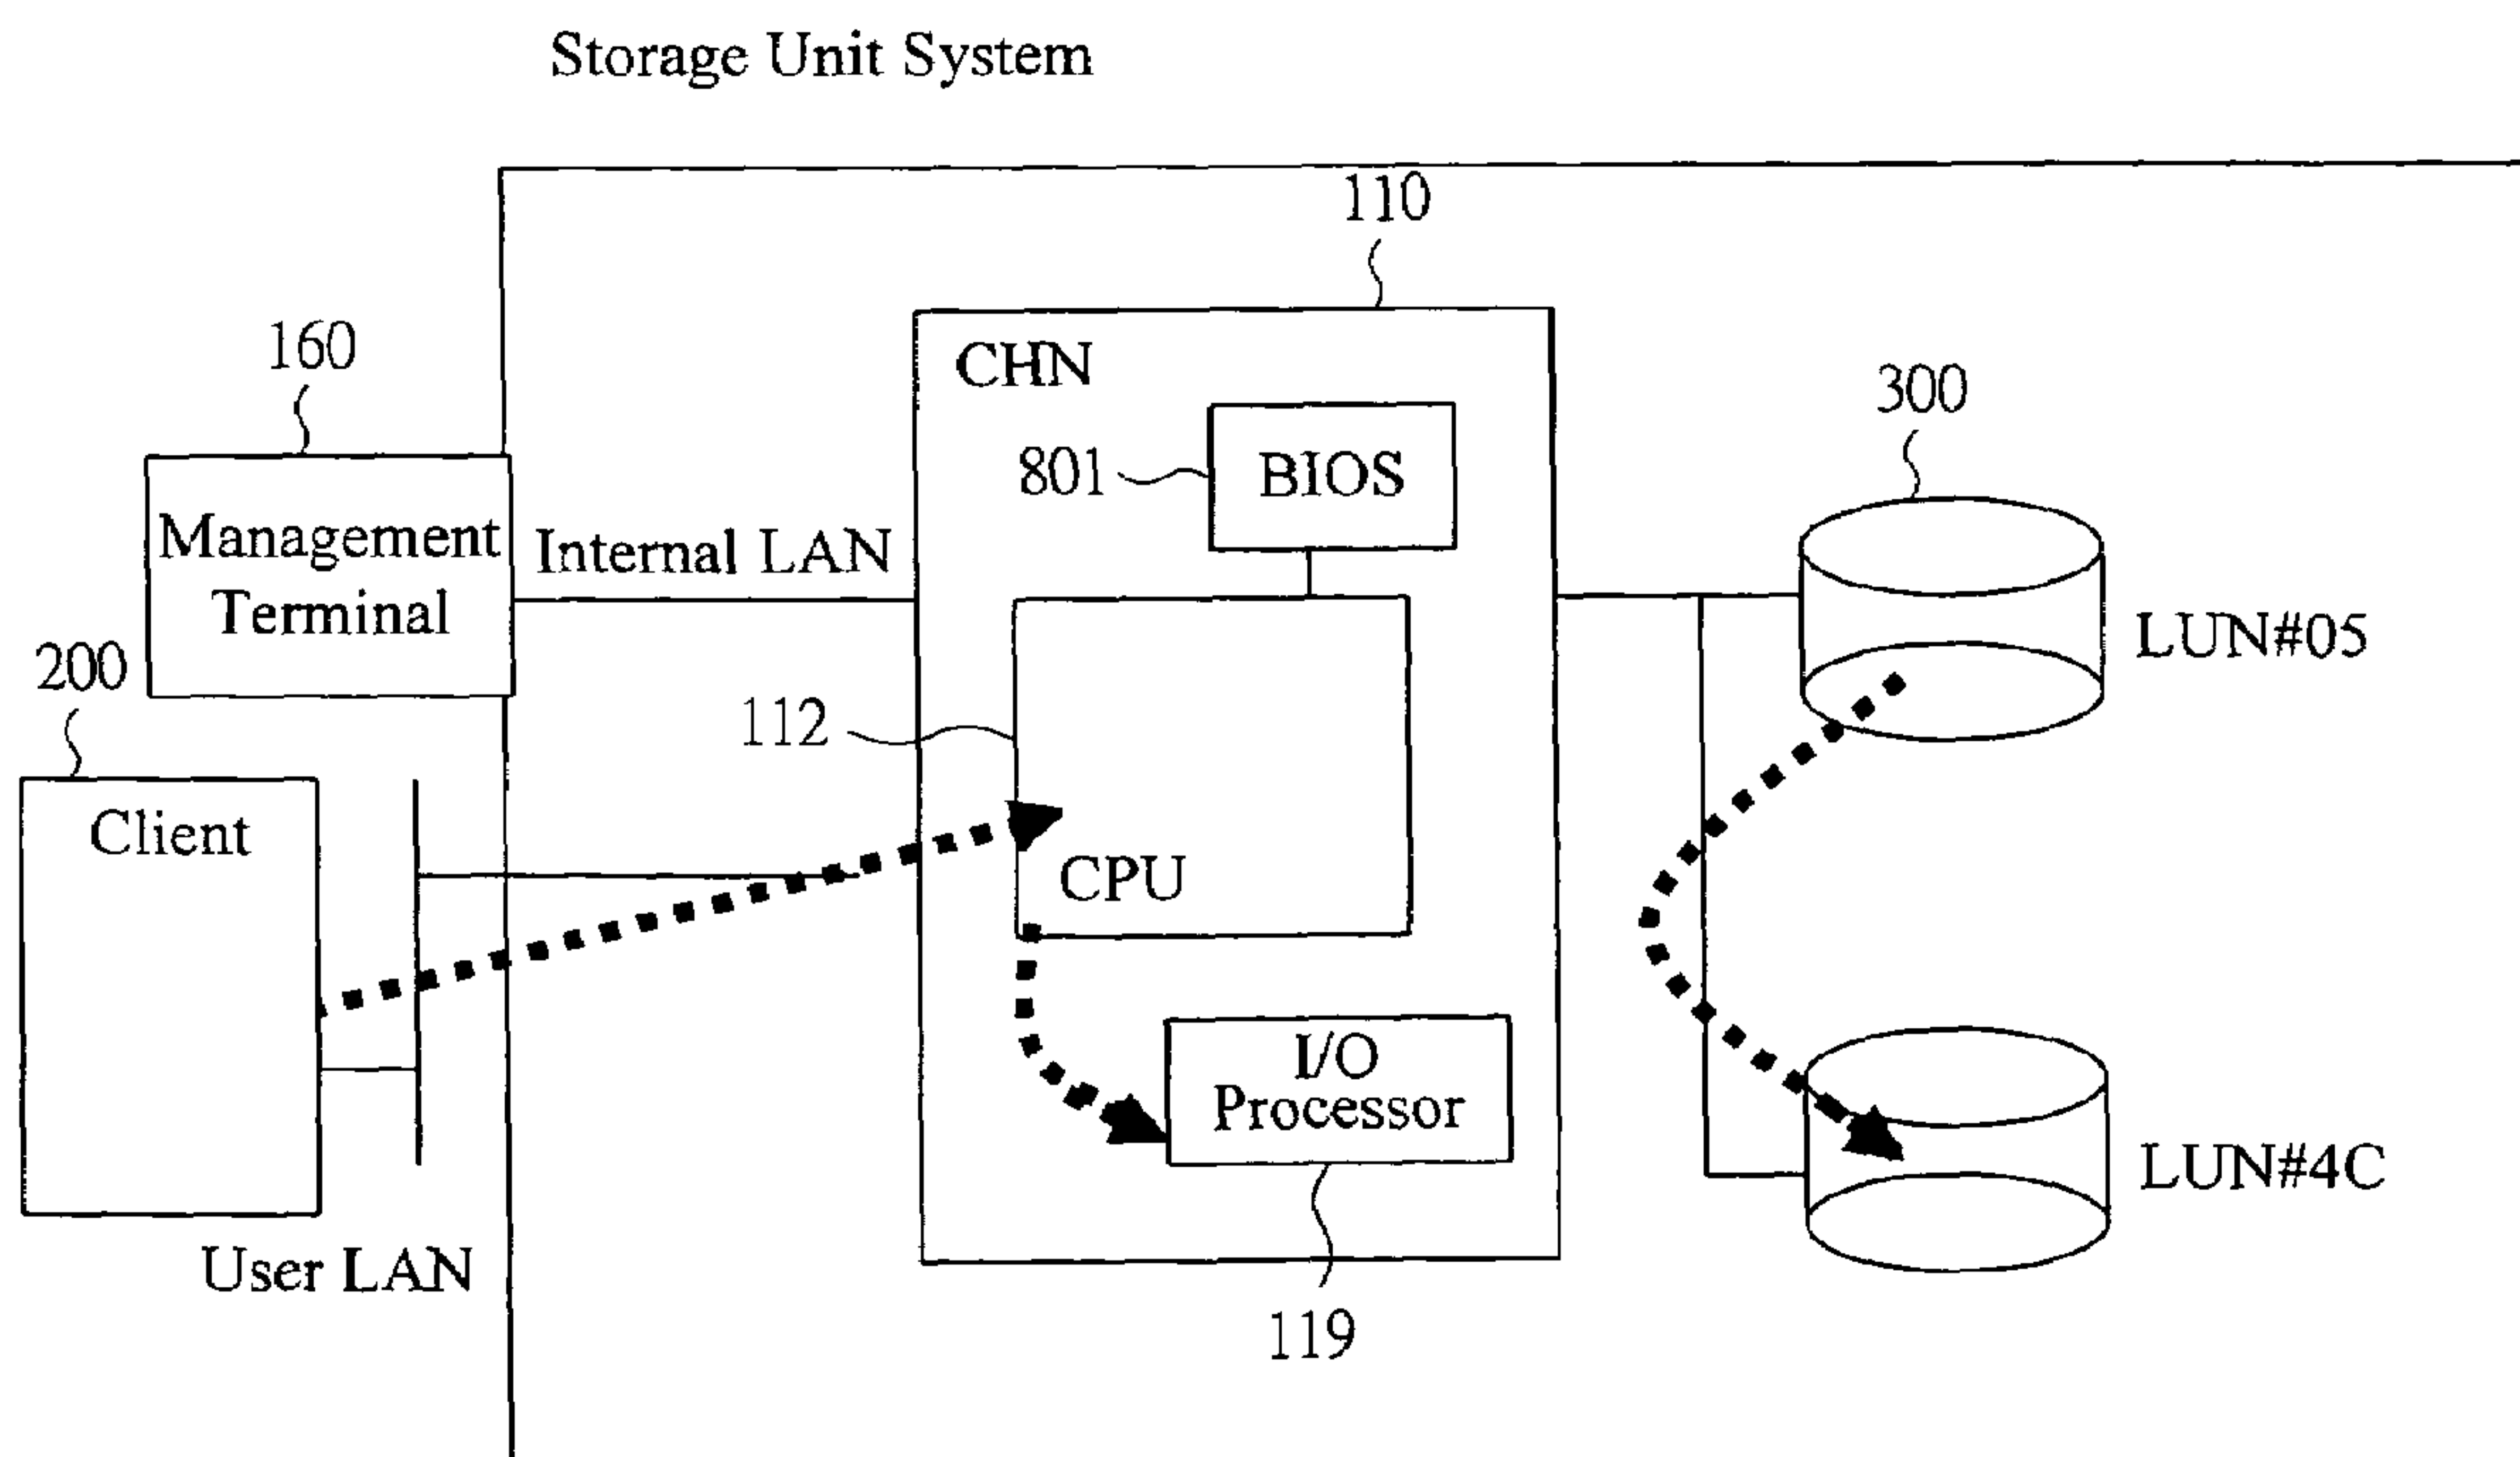 Storage Unit System
110
160
CHN
300
801
BIOS
Management
Terminal
Internal LAN
LUN#05
200
112
Client
CPU
I/O
Processor
LUN#4C
User LAN
119